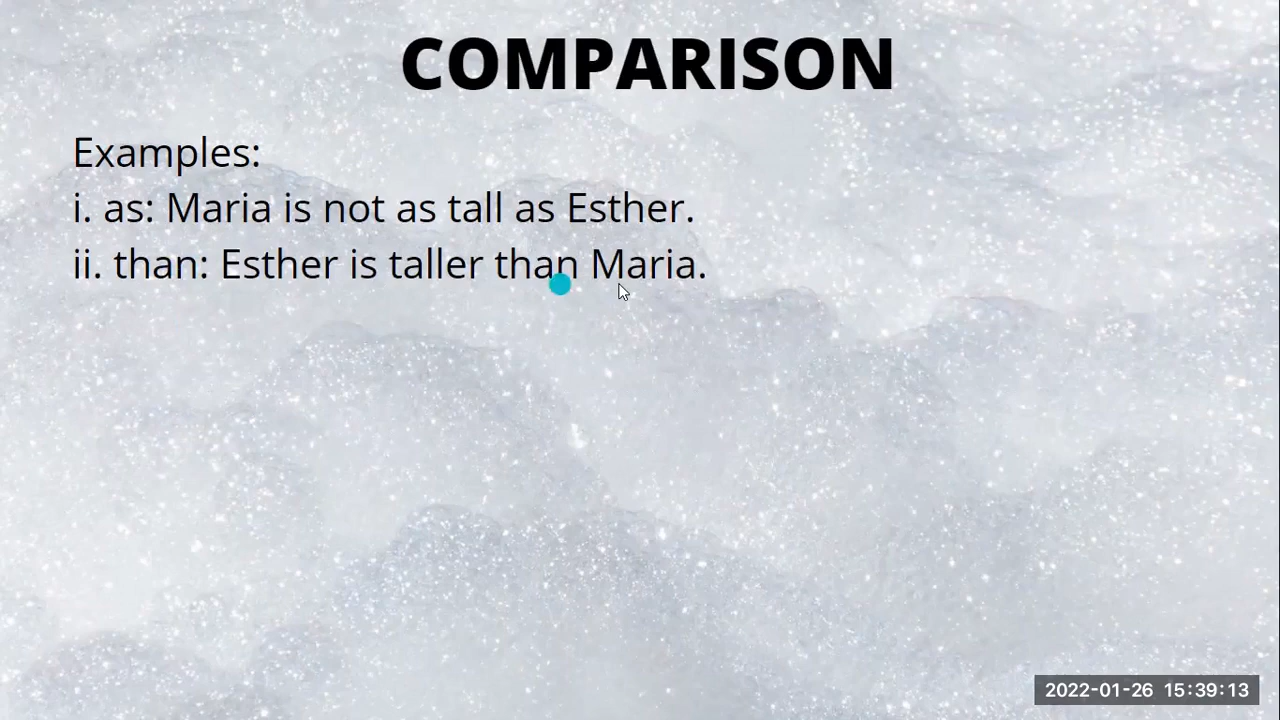 COMPARISON
Examples:
i. as: Maria is not as tall as Esther.
ii. than: Esther is taller than Maria.
2022-01-26 15:39:13